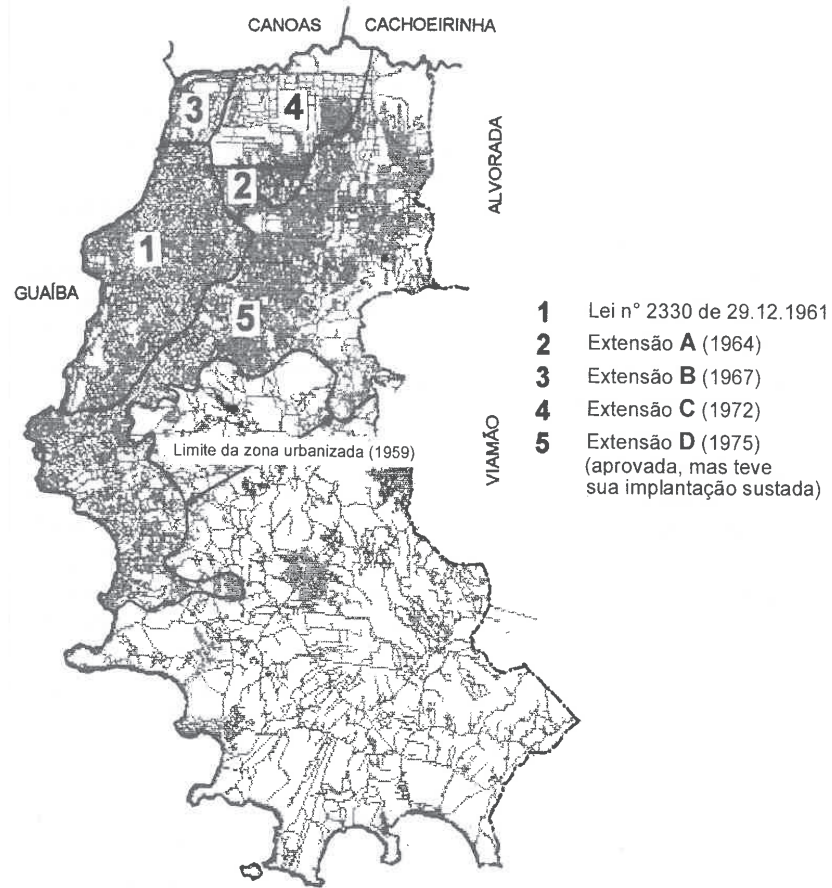 CANOAS
CACHOEIRINHA
3
4
ALVORADA
2
1
GUAÍBA
5
1 Lei n° 2330 de 29.12.1961
2 Extensão A (1964)
3 Extensão B (1967)
4 Extensão C (1972)
5 Extensão D (1975)
(aprovada, mas teve
sua implantação sustada)
VIAMÃO
Limite da zona urbanizada (1959)